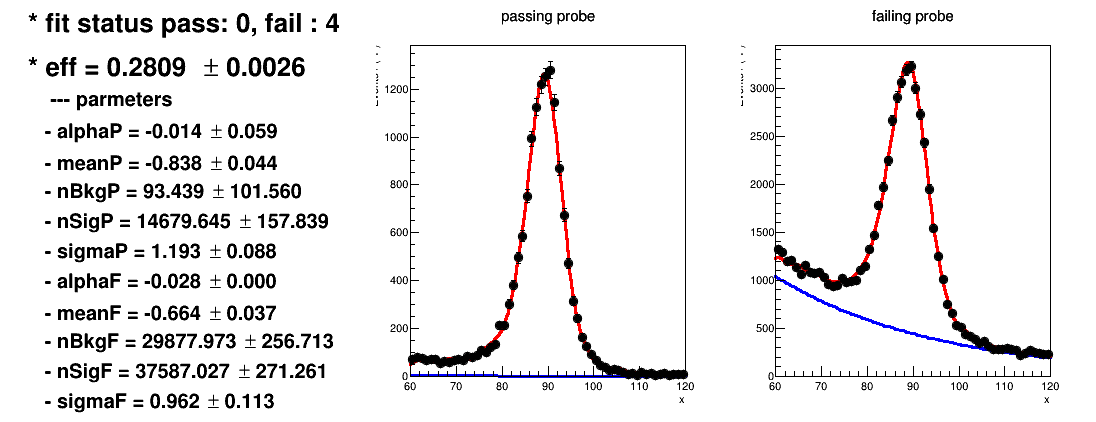 * fit status pass: 0, fail : 4
* eff = 0.2809 ± 0.0026
--- parmeters
- alphaP = -0.014 ± 0.059
- meanP = -0.838 ± 0.044
- nBkgP = 93.439 ± 101.560
- nSigP = 14679.645 ± 157.839
- sigmaP = 1.193 ± 0.088
- alphaF = -0.028 ± 0.000
- meanF = -0.664 ± 0.037
- nBkgF = 29877.973 ± 256.713
- nSigF = 37587.027 ± 271.261
- sigmaF = 0.962 ± 0.113
passing probe
1200
1000
800
600
400
200
0
60 70 80 90 100 110 120
x
failing probe
3000
2500
2000
1500
1000
500
0
60 70 80 90 100 110 120
x